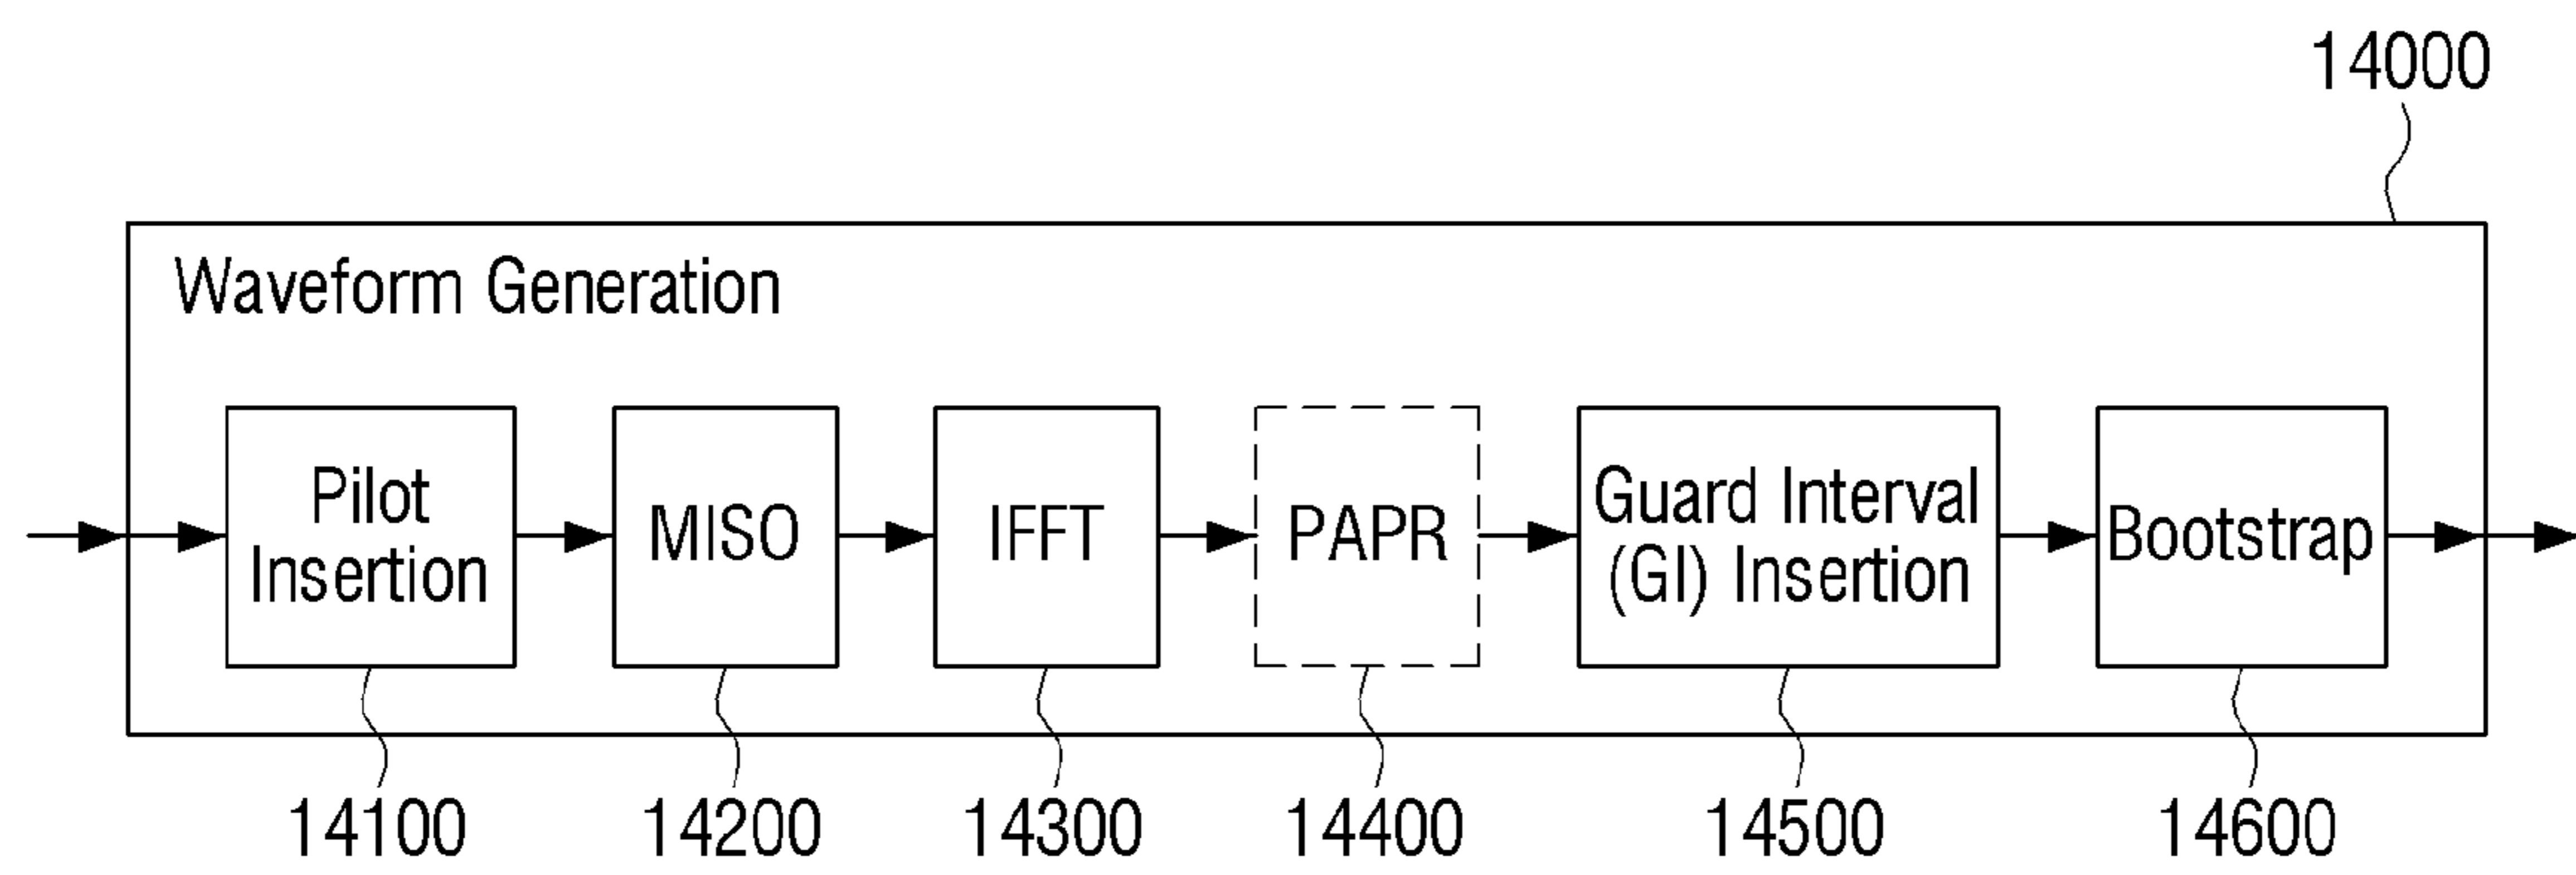 14000
Waveform Generation
Pilot
Insertion
MISO
IFFT
PAPR
Guard Interval
(GI) Insertion
Bootstrap
14100
14200
14300
14400
14500
14600